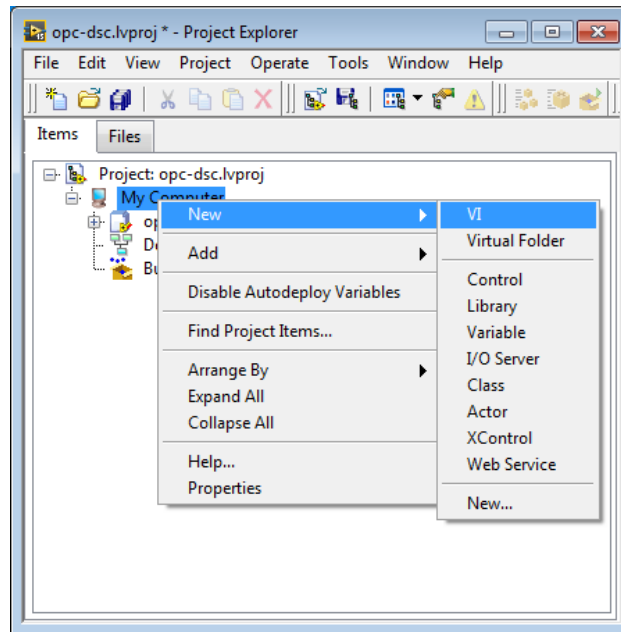 opc-dsc.lvproj * - Project Explorer
File Edit View Project Operate Tools Window Help
Items Files
Project: opc-dsc.lvproj
My Computer
New
Add
Disable Autodeploy Variables
Find Project Items...
Arrange By
Expand All
Collapse All
Help...
Properties
VI
Virtual Folder
Control
Library
Variable
I/O Server
Class
Actor
XControl
Web Service
New...